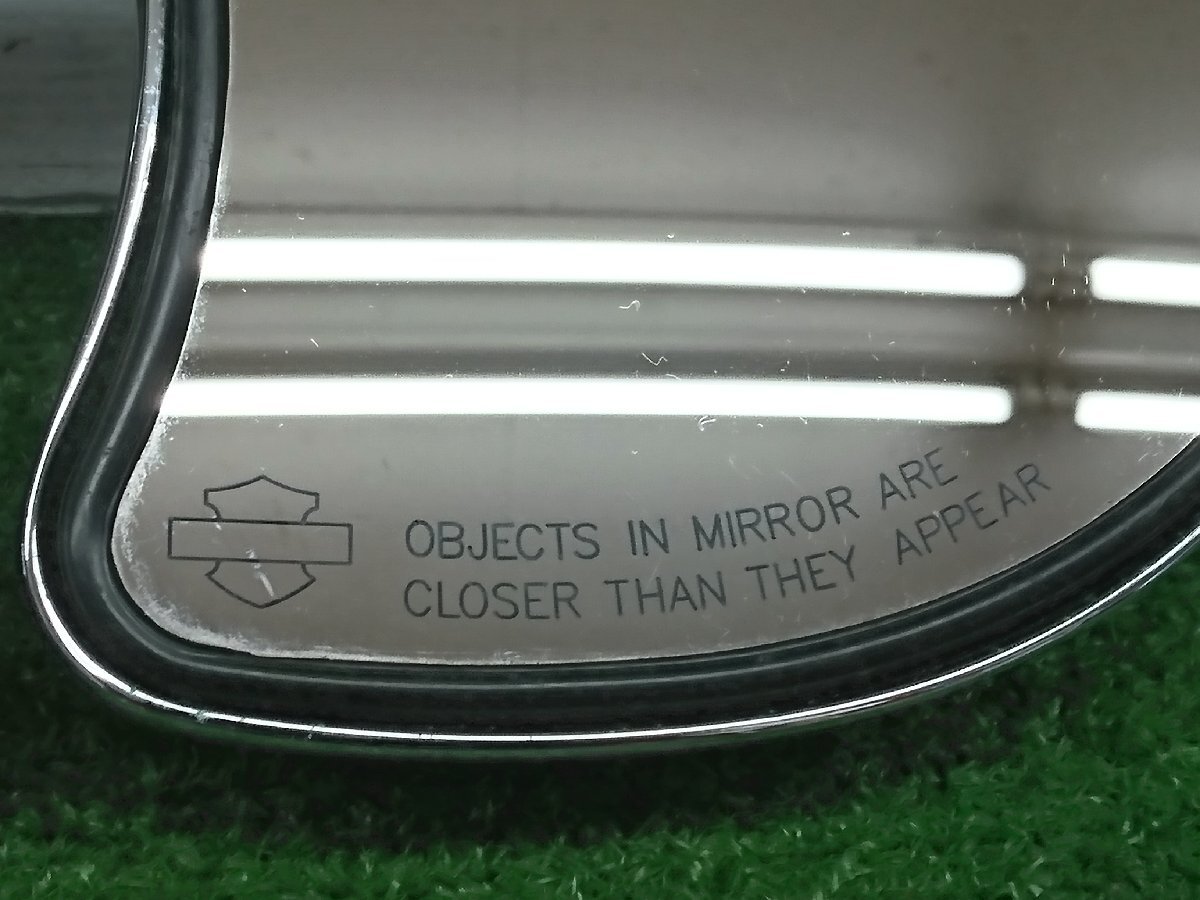 OBJECTS IN MIRROR ARE
CLOSER THAN THEY APPEAR